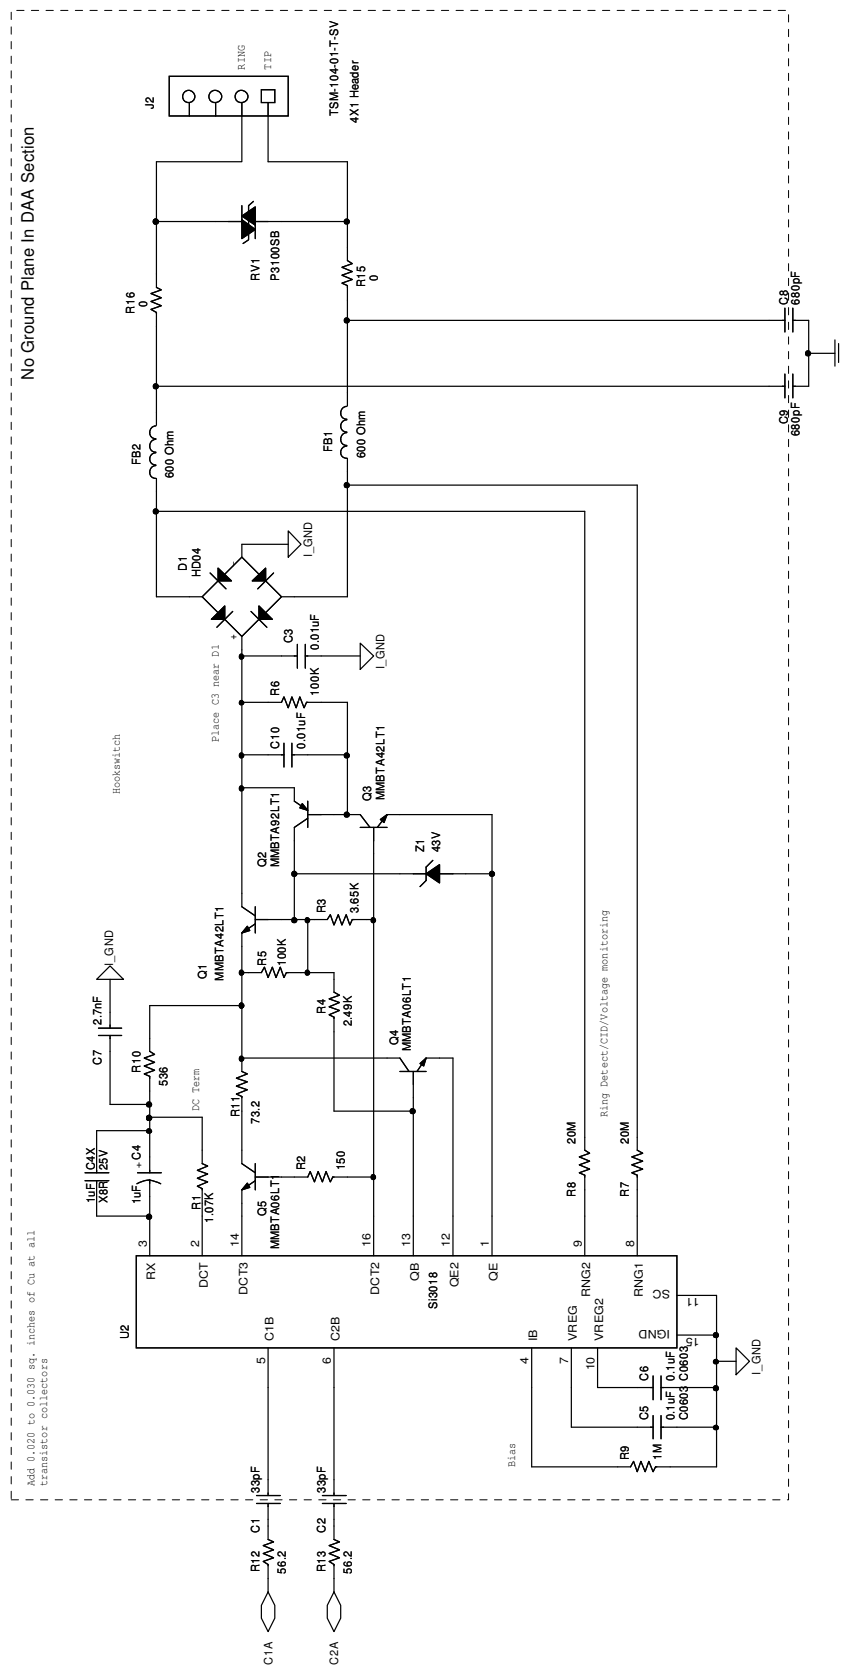 No Ground Plane In DAA Section
Add 0.020 to 0.030 sq. inches of Cu at all
transistor collectors
J2
RING
TIP
TSM-104-01-T-SV
4X1 Header
RV1
P3100SB
R16
0
R15
0
C8
680pF
C9
680pF
FB2
600 Ohm
FB1
600 Ohm
D1
HD04
-
+
I_GND
Place C3 near D1
C3
0.01uF
I_GND
R6
100K
C10
0.01uF
Hookswitch
Q2
MMBTA92LT1
Q3
MMBTA42LT1
Z1
43V
Q1
MMBTA42LT1
R3
3.65K
R5
100K
R4
2.49K
Q4
MMBTA06LT1
I_GND
2.7nF
C7
R10
536
DC Term
R11
73.2
C4X
25V
1uF
X8R
+
C4
1uF
R1
1.07K
Q5
MMBTA06LT1
R2
150
Ring Detect/CID/Voltage monitoring
R8
20M
R7
20M
3
2
14
16
13
12
1
9
8
RX
DCT
DCT3
DCT2
QB
QE2
QE
RNG2
RNG1
Si3018
U2
C1B
C2B
IB
VREG
VREG2
SC
IGND
11
15
5
6
4
7
10
I_GND
C6
0.1uF
C0603
C5
0.1uF
C0603
R9
1M
Bias
C1
33pF
C2
33pF
R12
56.2
R13
56.2
C1A
C2A